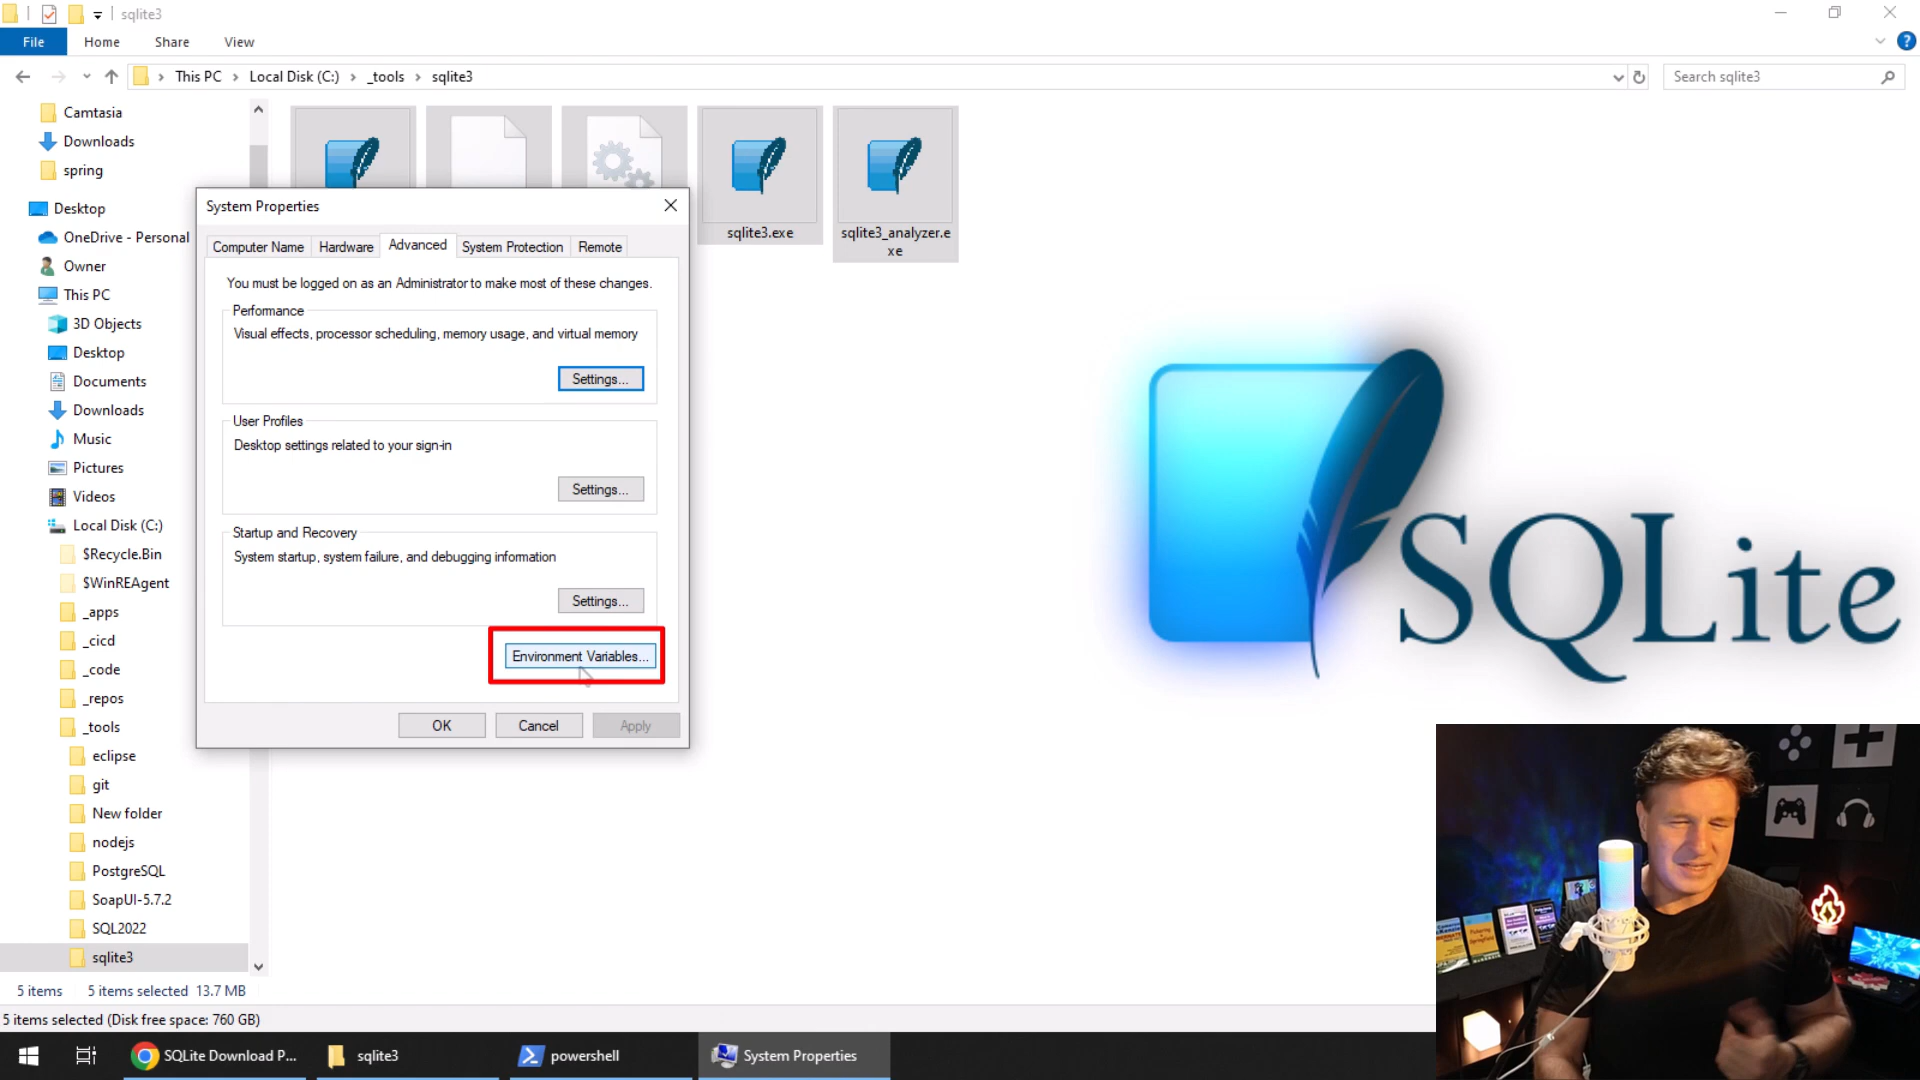 sqlite3
File
Home
Share
View
This PC
Local Disk (C:)
_tools
sqlite3
Search sqlite3
Camtasia
Downloads
spring
Desktop
OneDrive - Personal
Owner
This PC
3D Objects
Desktop
Documents
Downloads
Music
Pictures
Videos
Local Disk (C:)
$Recycle.Bin
$WinREAgent
_apps
_cicd
_code
_repos
_tools
eclipse
git
New folder
nodejs
PostgreSQL
SoapUI-5.7.2
SQL2022
sqlite3
sqlite3.exe
sqlite3_analyzer.e
xe
System Properties
Computer Name
Hardware
Advanced
System Protection
Remote
You must be logged on as an Administrator to make most of these changes.
Performance
Visual effects, processor scheduling, memory usage, and virtual memory
Settings...
User Profiles
Desktop settings related to your sign-in
Settings...
Startup and Recovery
System startup, system failure, and debugging information
Settings...
Environment Variables...
OK
Cancel
Apply
SQLite
5 items
5 items selected 13.7 MB
5 items selected (Disk free space: 760 GB)
SQLite Download P...
sqlite3
powershell
System Properties